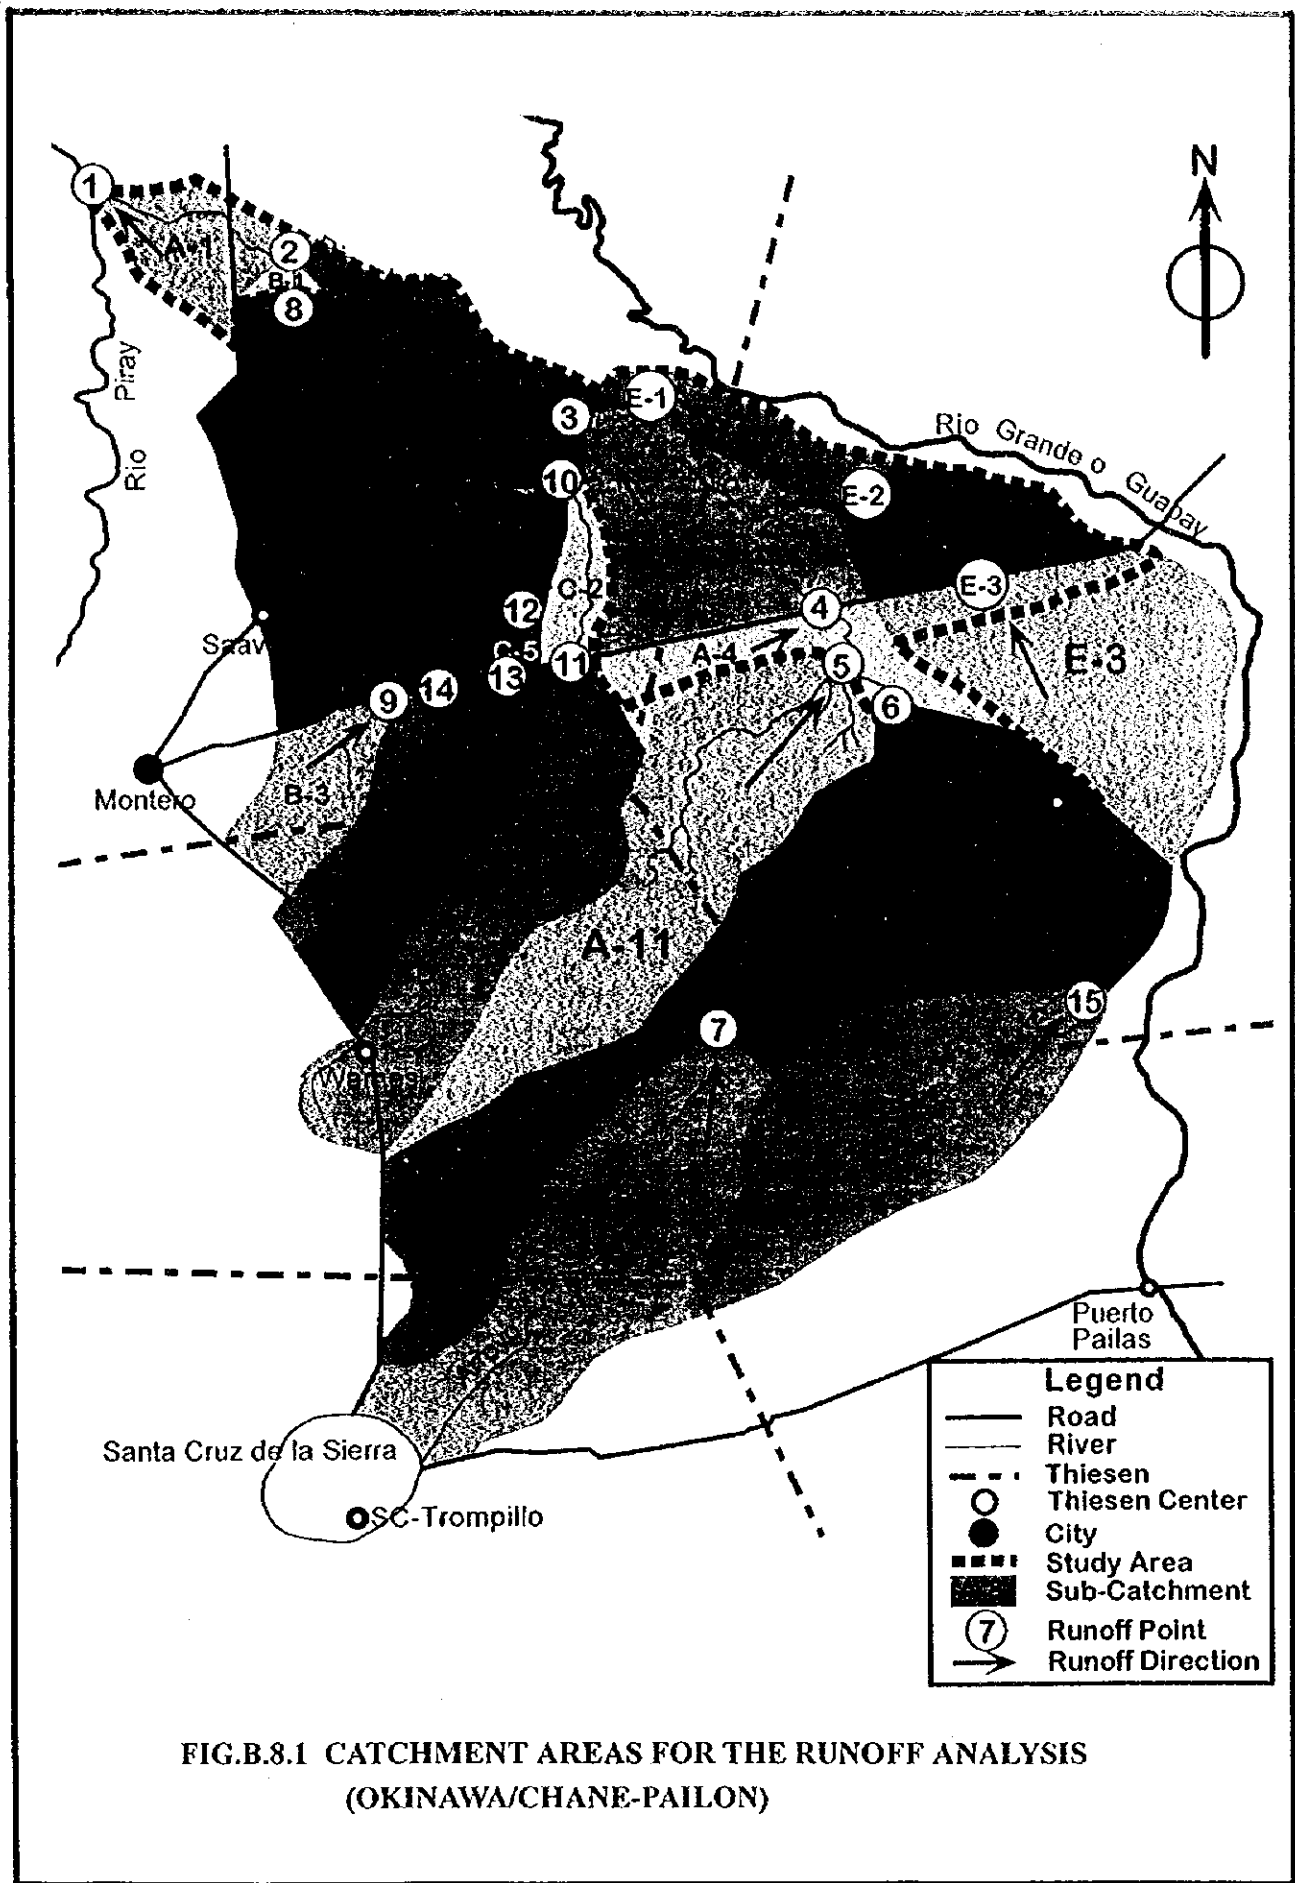 N
1
A-1
2
B-1
8
Rio Piray
3
E-1
Rio Grande o Guapay
10
E-2
C-2
12
4
E-3
Saav
C-5
11
A-4
5
E-3
13
14
9
6
B-3
Montero
A-11
15
7
Warnes
Puerto
Pailas
Santa Cruz de la Sierra
SC-Trompillo
Legend
Road
River
Thiesen
Thiesen Center
City
Study Area
Sub-Catchment
7 Runoff Point
Runoff Direction
FIG.B.8.1 CATCHMENT AREAS FOR THE RUNOFF ANALYSIS
(OKINAWA/CHANE-PAILON)